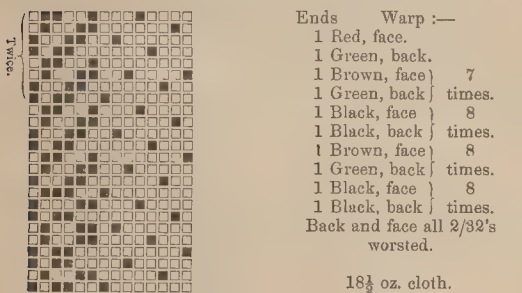 Twice.
Ends Warp :—
1 Red, face.
1 Green, back.
1 Brown, face } 7
1 Green, back } times.
1 Black, face } 8
1 Black, back } times.
1 Brown, face } 8
1 Green, back } times.
1 Black, face } 8
1 Black, back } times.
Back and face all 2/32's
worsted.
18½ oz. cloth.